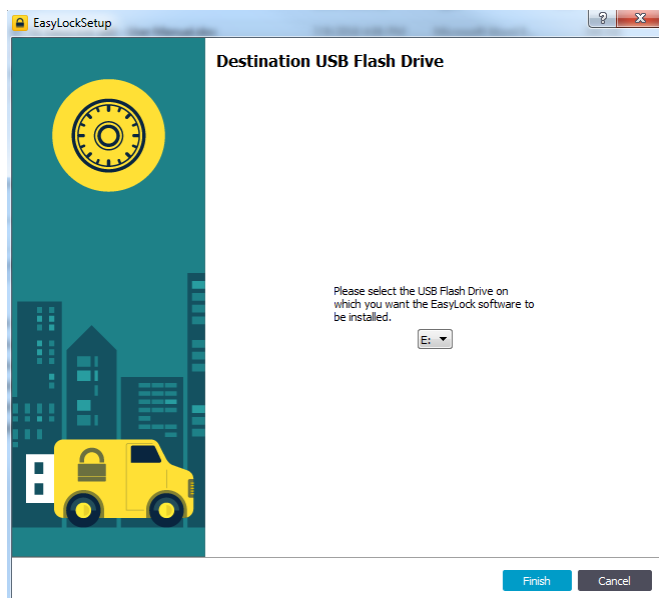 EasyLockSetup
?
X
Destination USB Flash Drive
Please select the USB Flash Drive on
which you want the EasyLock software to
be installed.
E:
Finish
Cancel